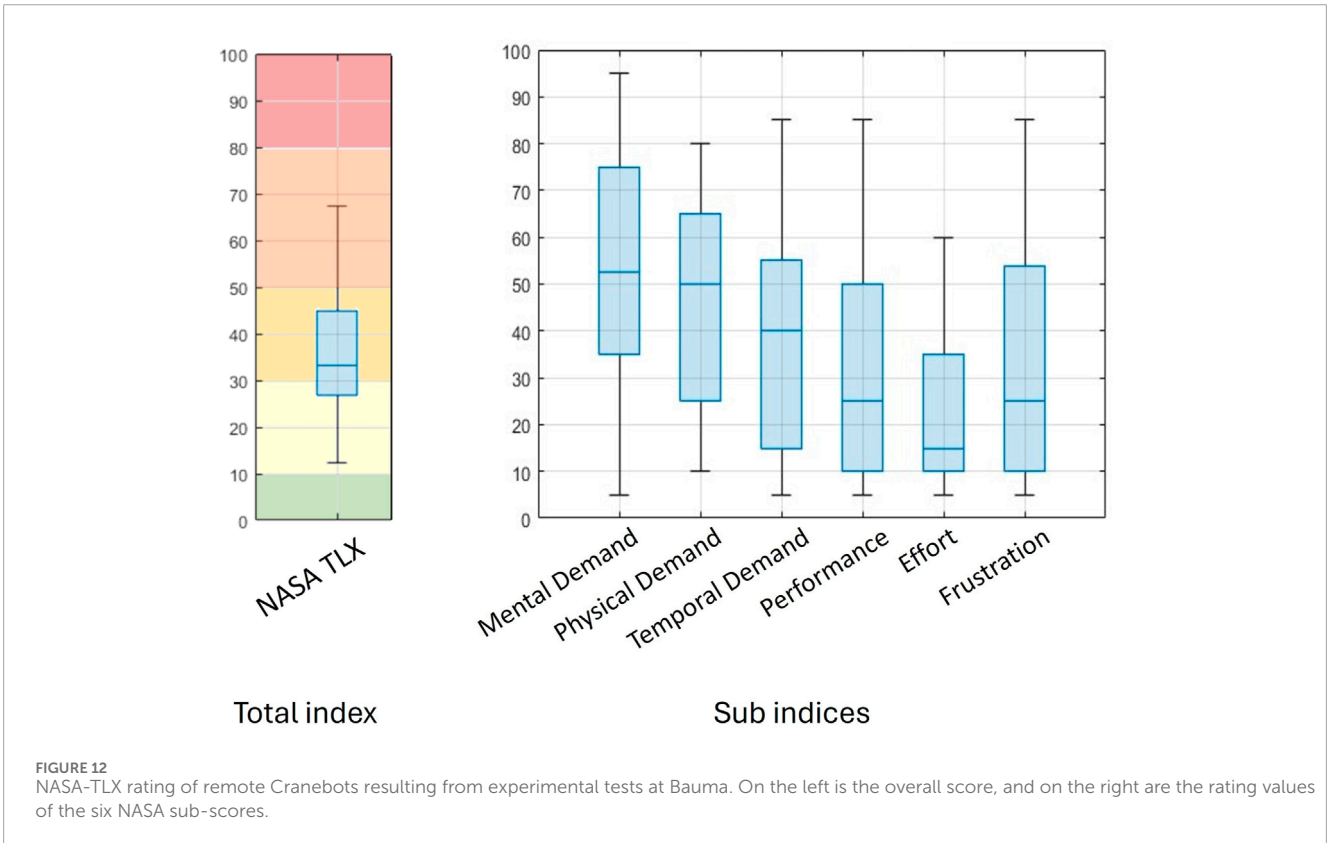 100
90
80
70
60
50
40
30
20
10
0
NASA TLX
Total index
100
90
80
70
60
50
40
30
20
10
0
Mental Demand
Physical Demand
Temporal Demand
Performance
Effort
Frustration
Sub indices
FIGURE 12
NASA-TLX rating of remote Cranebots resulting from experimental tests at Bauma. On the left is the overall score, and on the right are the rating values
of the six NASA sub-scores.